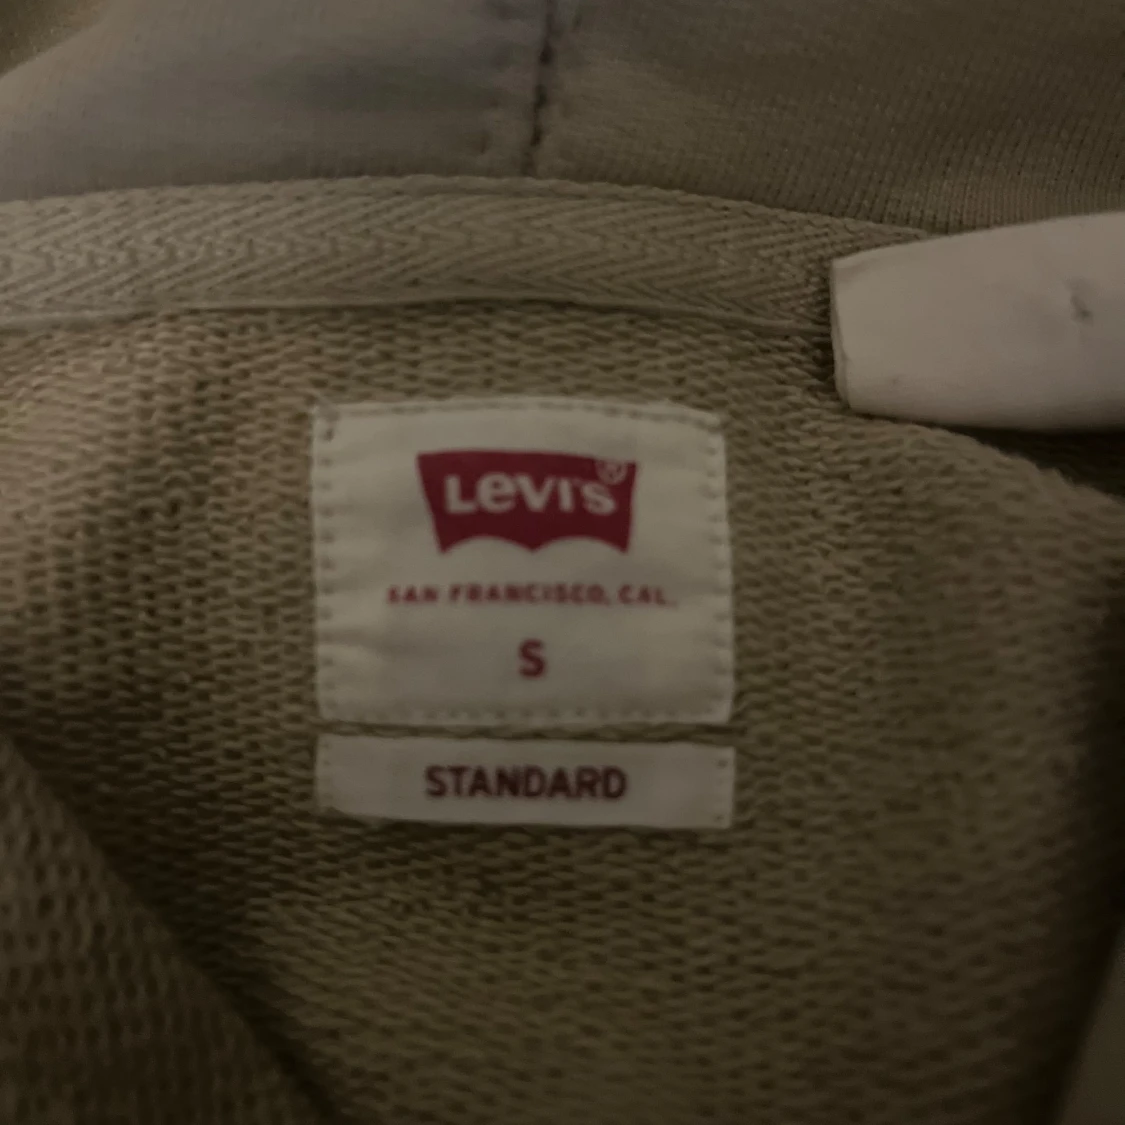 Levi's®
SAN FRANCISCO, CAL.
S
STANDARD